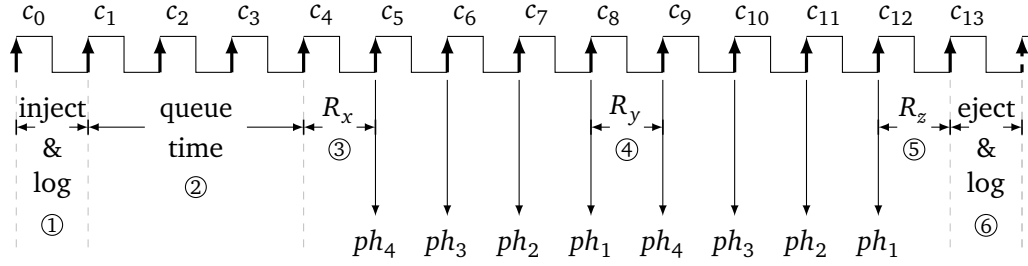 c0 c1 c2 c3 c4 c5 c6 c7 c8 c9 c10 c11 c12 c13
inject queue Rx Ry Rz eject
& time ③ ④ ⑤ &
log ② log
① ⑥
ph4 ph3 ph2 ph1 ph4 ph3 ph2 ph1